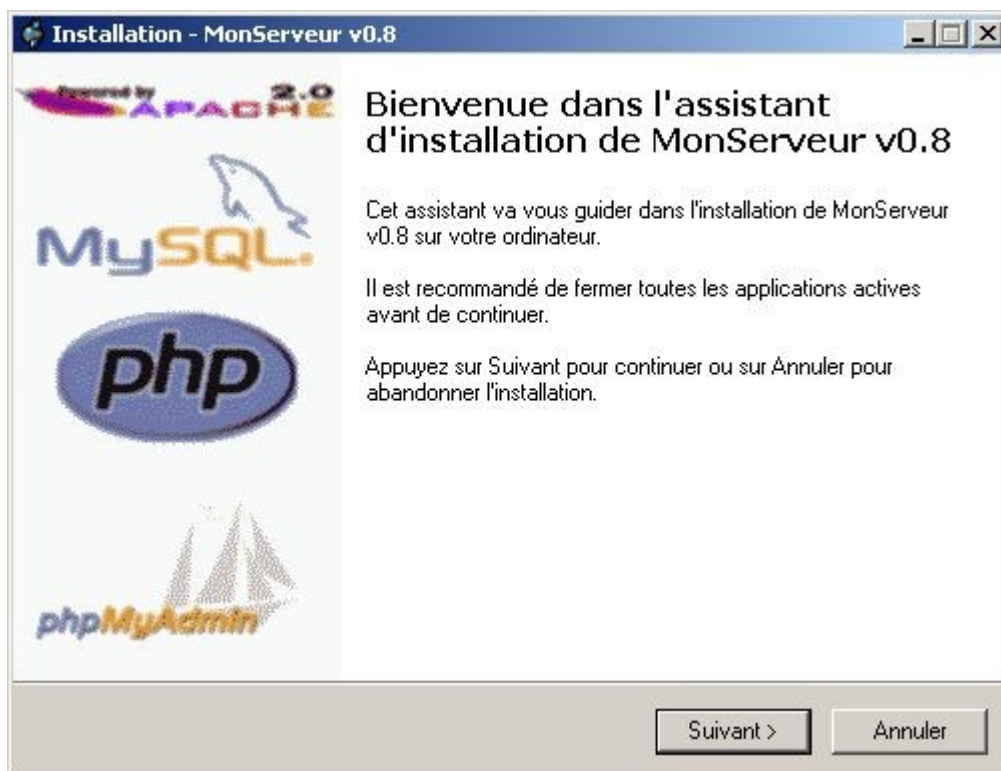 Installation - MonServeur v0.8
Powered by
APACHE 2.0
MySQL.
php
phpMyAdmin
Bienvenue dans l'assistant
d'installation de MonServeur v0.8
Cet assistant va vous guider dans l'installation de MonServeur
v0.8 sur votre ordinateur.
Il est recommandé de fermer toutes les applications actives
avant de continuer.
Appuyez sur Suivant pour continuer ou sur Annuler pour
abandonner l'installation.
Suivant >
Annuler